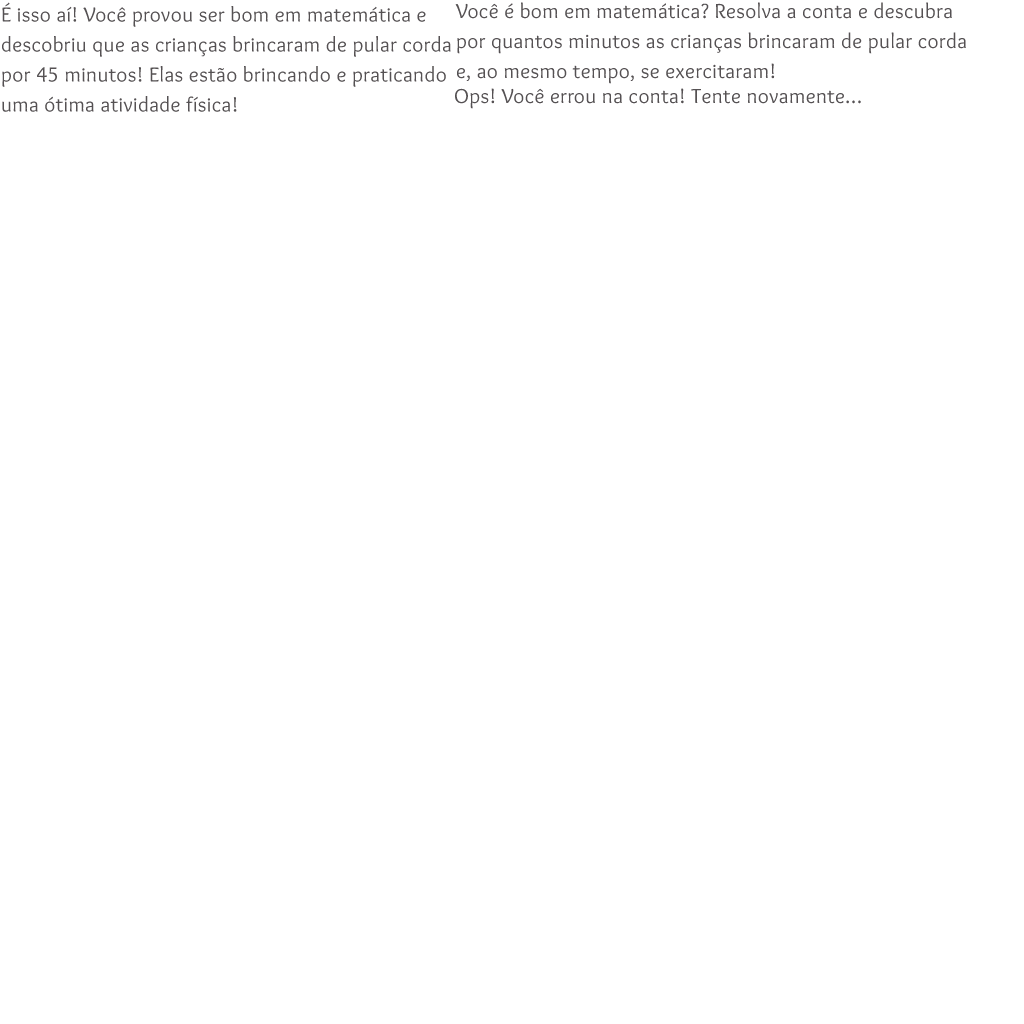 É isso aí! Você provou ser bom em matemática e
descobriu que as crianças brincaram de pular corda
por 45 minutos! Elas estão brincando e praticando
uma ótima atividade física!
Você é bom em matemática? Resolva a conta e descubra
por quantos minutos as crianças brincaram de pular corda
e, ao mesmo tempo, se exercitaram!
Ops! Você errou na conta! Tente novamente...